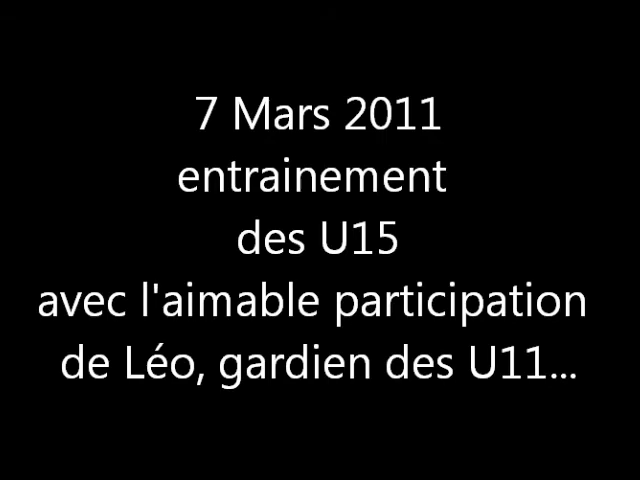 7 Mars 2011
entrainement
des U15
avec l'aimable participation
de Léo, gardien des U11...